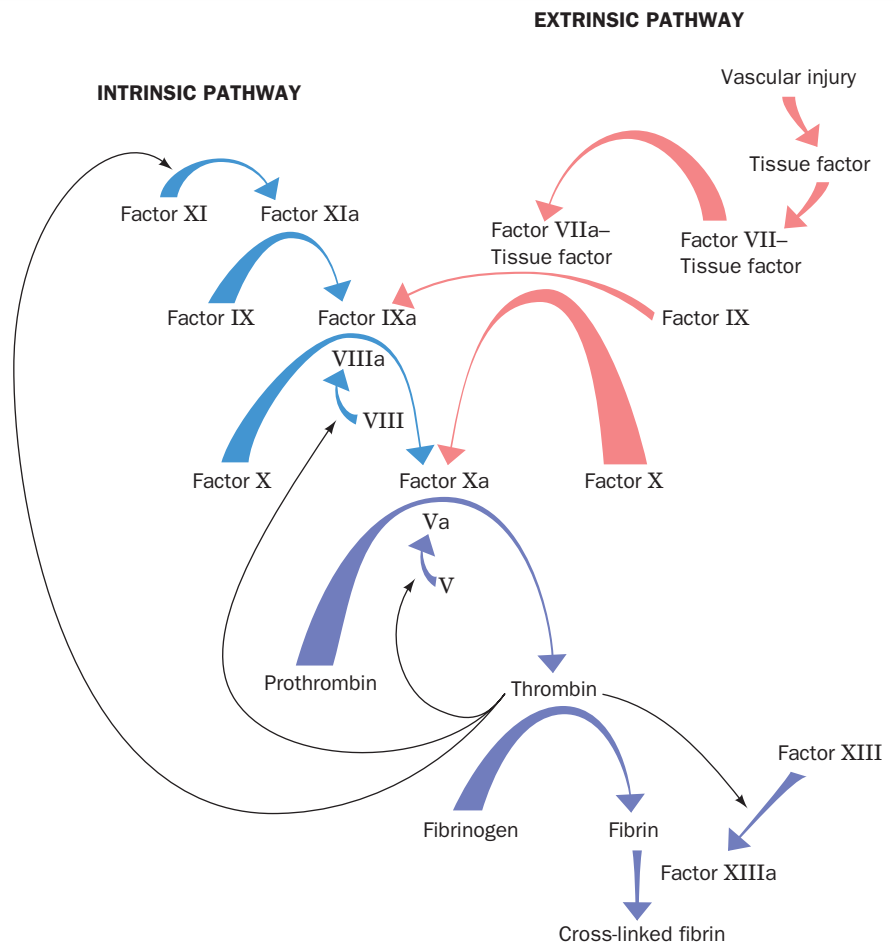 EXTRINSIC PATHWAY
INTRINSIC PATHWAY
Vascular injury
Tissue factor
Factor XI
Factor XIa
Factor VIIa–
Tissue factor
Factor VII–
Tissue factor
Factor IX
Factor IXa
Factor IX
VIIIa
VIII
Factor X
Factor Xa
Factor X
Va
V
Prothrombin
Thrombin
Factor XIII
Fibrinogen
Fibrin
Factor XIIIa
Cross-linked fibrin